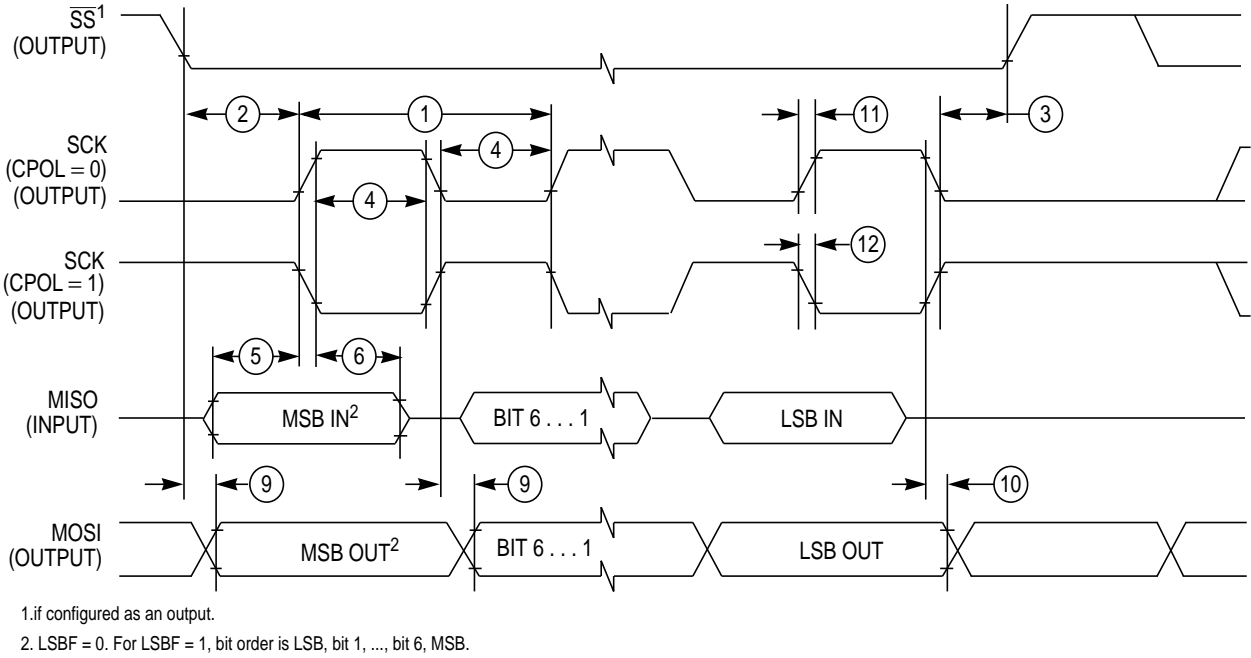 SS1
(OUTPUT)
2
1
11
3
SCK
(CPOL = 0)
(OUTPUT)
4
4
12
SCK
(CPOL = 1)
(OUTPUT)
5
6
MISO
(INPUT)
MSB IN2
BIT 6 . . . 1
LSB IN
9
9
10
MOSI
(OUTPUT)
MSB OUT2
BIT 6 . . . 1
LSB OUT
1.if configured as an output.
2. LSBF = 0. For LSBF = 1, bit order is LSB, bit 1, ..., bit 6, MSB.